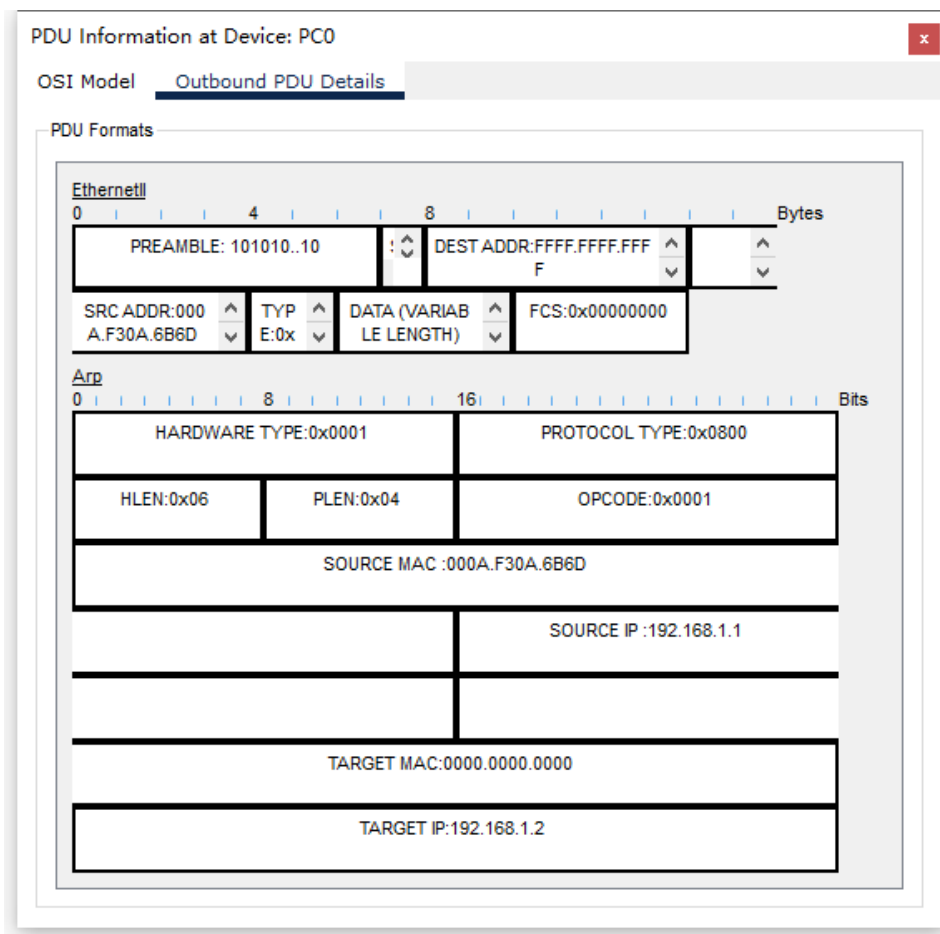 PDU Information at Device: PC0
x
OSI Model Outbound PDU Details
PDU Formats
EthernetII
0 4 8 Bytes
PREAMBLE: 101010..10
DEST ADDR:FFFF.FFFF.FFF
F
SRC ADDR:000
A.F30A.6B6D
TYP
E:0x
DATA (VARIAB
LE LENGTH)
FCS:0x00000000
Arp
0 8 16 Bits
HARDWARE TYPE:0x0001 PROTOCOL TYPE:0x0800
HLEN:0x06 PLEN:0x04 OPCODE:0x0001
SOURCE MAC :000A.F30A.6B6D
SOURCE IP :192.168.1.1
TARGET MAC:0000.0000.0000
TARGET IP:192.168.1.2